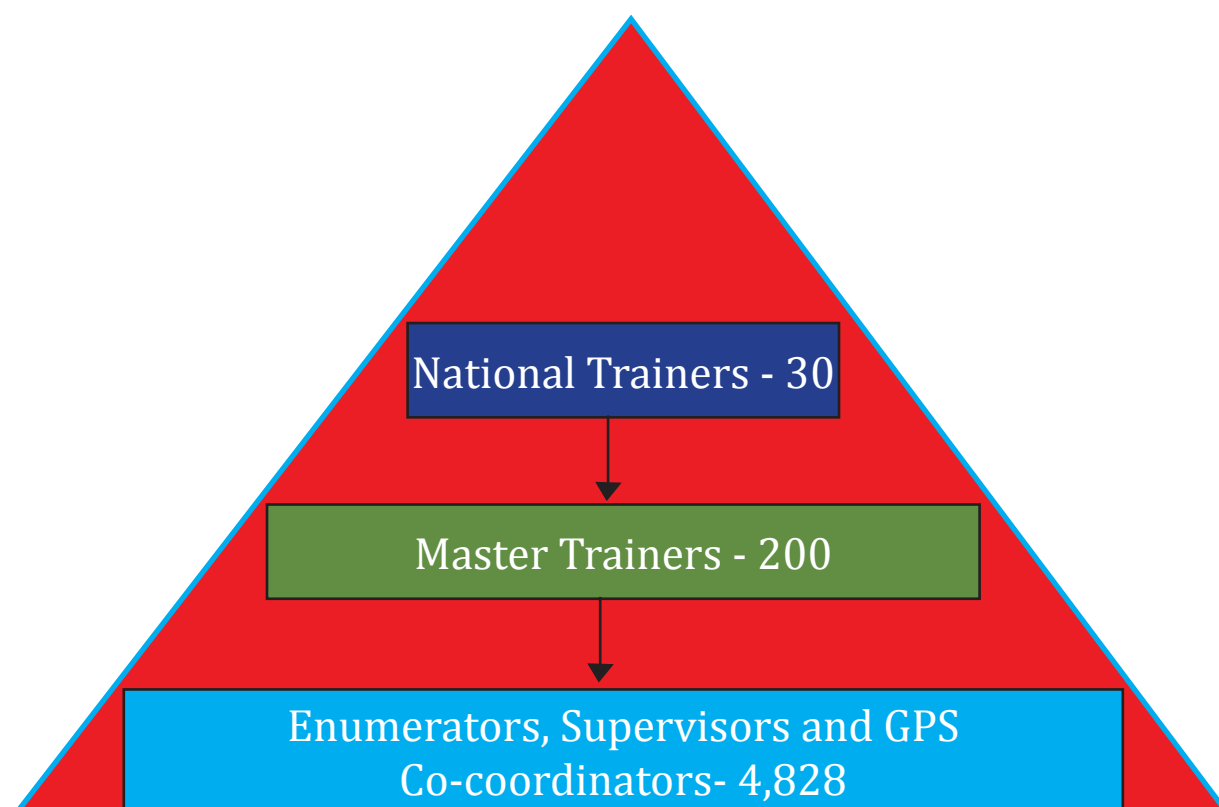 National Trainers - 30
Master Trainers - 200
Enumerators, Supervisors and GPS
Co-coordinators- 4,828